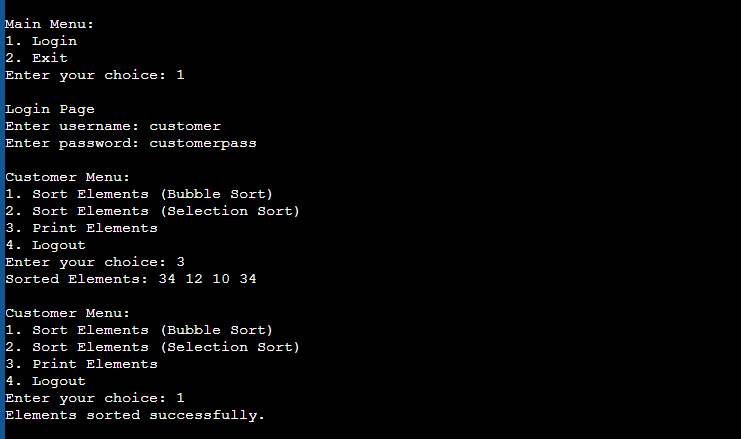 Main Menu:
1. Login
2. Exit
Enter your choice: 1
Login Page
Enter username: customer
Enter password: customerpass
Customer Menu:
1. Sort Elements (Bubble Sort)
2. Sort Elements (Selection Sort)
3. Print Elements
4. Logout
Enter your choice: 3
Sorted Elements: 34 12 10 34
Customer Menu:
1. Sort Elements (Bubble Sort)
2. Sort Elements (Selection Sort)
3. Print Elements
4. Logout
Enter your choice: 1
Elements sorted successfully.